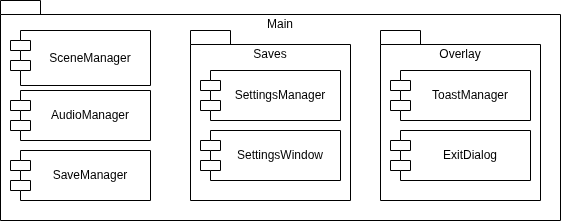 Main
SceneManager
AudioManager
SaveManager
Saves
SettingsManager
SettingsWindow
Overlay
ToastManager
ExitDialog